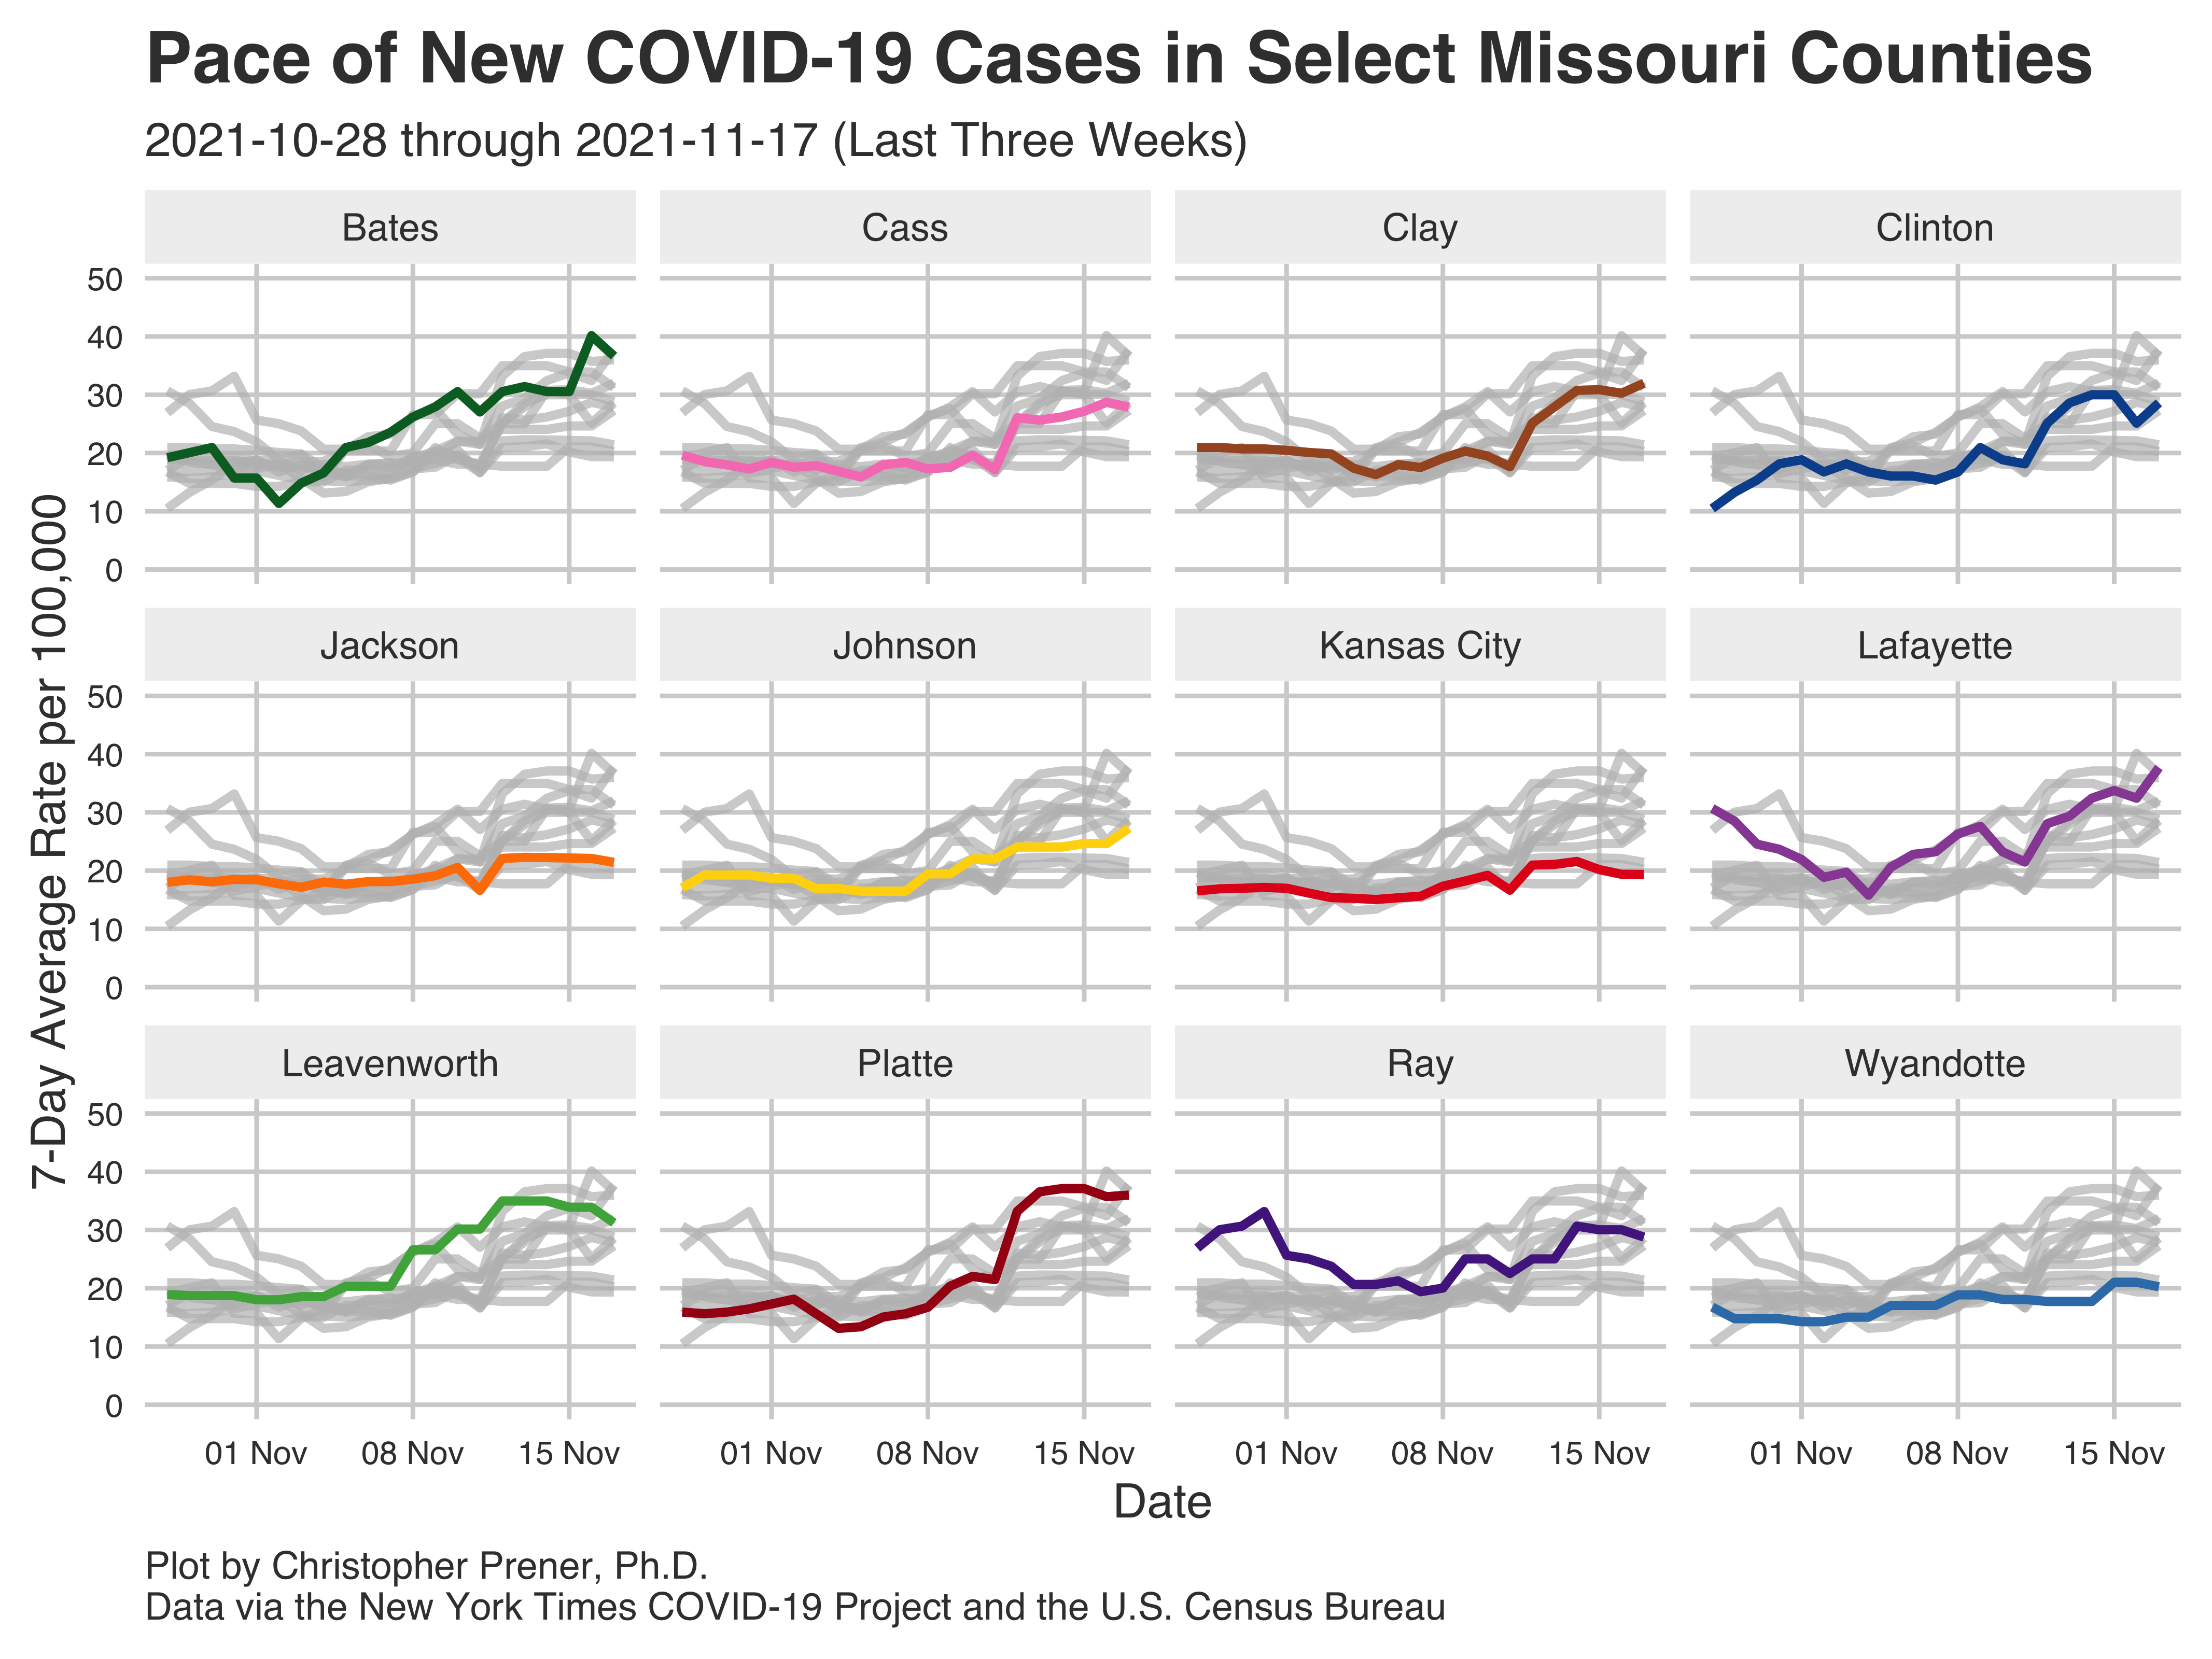 Pace of New COVID-19 Cases in Select Missouri Counties
2021-10-28 through 2021-11-17 (Last Three Weeks)
Bates
Cass
Clay
Clinton
50
40
30
20
10
0
Jackson
Johnson
Kansas City
Lafayette
50
40
30
20
10
0
Leavenworth
Platte
Ray
Wyandotte
50
40
30
20
10
0
7-Day Average Rate per 100,000
01 Nov 08 Nov 15 Nov
01 Nov 08 Nov 15 Nov
01 Nov 08 Nov 15 Nov
01 Nov 08 Nov 15 Nov
Date
Plot by Christopher Prener, Ph.D.
Data via the New York Times COVID-19 Project and the U.S. Census Bureau